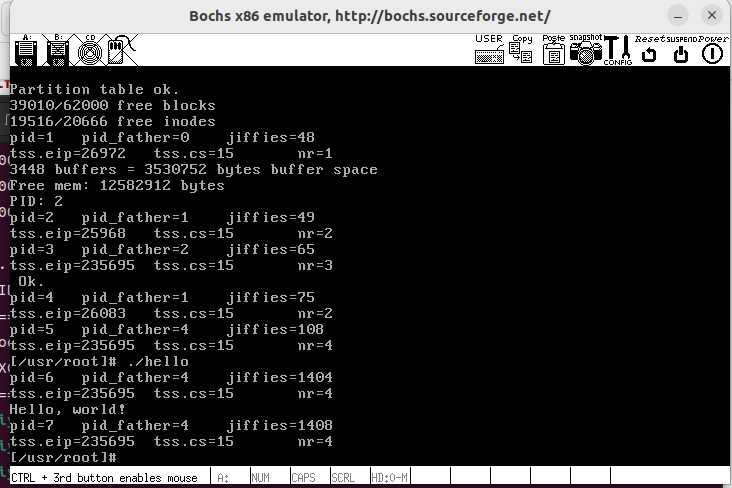 Bochs x86 emulator, http://bochs.sourceforge.net/
A: B: CD USER Copy Paste snapshot CONFIG Reset SUSPEND Power
Partition table ok.
39010/62000 free blocks
19516/20666 free inodes
pid=1 pid_father=0 jiffies=48
tss.eip=26972 tss.cs=15 nr=1
3448 buffers = 3530752 bytes buffer space
Free mem: 12582912 bytes
PID: 2
pid=2 pid_father=1 jiffies=49
tss.eip=25968 tss.cs=15 nr=2
pid=3 pid_father=2 jiffies=65
tss.eip=235695 tss.cs=15 nr=3
Ok.
pid=4 pid_father=1 jiffies=75
tss.eip=26083 tss.cs=15 nr=2
pid=5 pid_father=4 jiffies=108
tss.eip=235695 tss.cs=15 nr=4
[/usr/root]# ./hello
pid=6 pid_father=4 jiffies=1404
tss.eip=235695 tss.cs=15 nr=4
Hello, world!
pid=7 pid_father=4 jiffies=1408
tss.eip=235695 tss.cs=15 nr=4
[/usr/root]#
CTRL + 3rd button enables mouse A: NUM CAPS SCRL HD:0-M